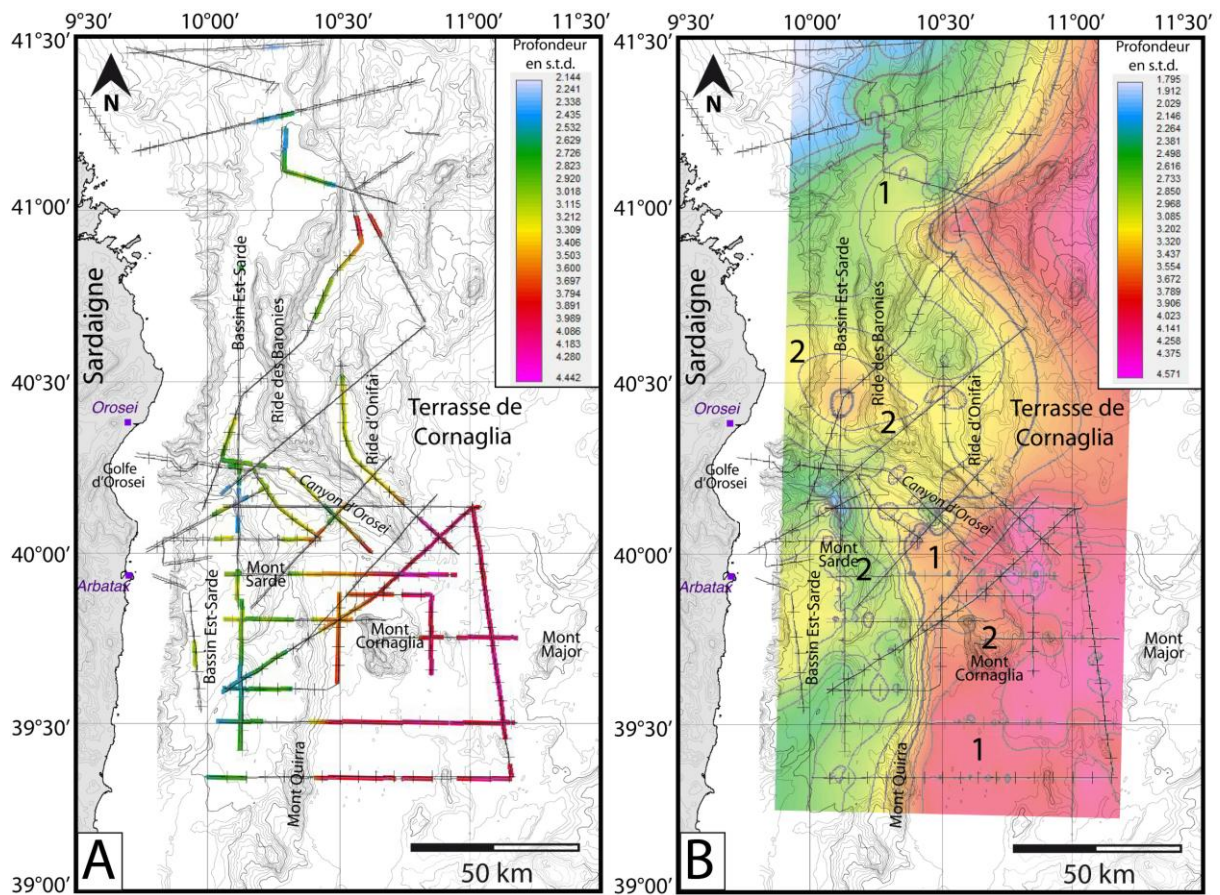 9°30’ 10°00’ 10°30’ 11°00’ 11°30’
9°30’ 10°00’ 10°30’ 11°00’ 11°30’
41°30’
41°00’
40°30’
40°00’
39°30’
39°00’
N
Profondeur
en s.t.d.
2.144
2.241
2.338
2.435
2.532
2.629
2.726
2.823
2.920
3.018
3.115
3.212
3.309
3.406
3.503
3.600
3.697
3.794
3.891
3.989
4.086
4.183
4.280
4.442
Sardaigne
Bassin Est-Sarde
Ride des Baronies
Ride d’Onifai
Terrasse de
Cornaglia
Orosei
Golfe
d’Orosei
Canyon d’Orosei
Mont
Sarde
Arbatax
Bassin Est-Sarde
Mont
Cornaglia
Mont
Major
Mont Quirra
A
50 km
41°30’
41°00’
40°30’
40°00’
39°30’
39°00’
N
Profondeur
en s.t.d.
1.795
1.912
2.029
2.146
2.264
2.381
2.498
2.616
2.733
2.850
2.968
3.085
3.202
3.320
3.437
3.554
3.672
3.789
3.906
4.023
4.141
4.258
4.375
4.571
1
Sardaigne
Bassin Est-Sarde
Ride des Baronies
2
2
Ride d’Onifai
Terrasse de
Cornaglia
Orosei
Golfe
d’Orosei
Canyon d’Orosei
Mont
Sarde
2
1
Arbatax
Bassin Est-Sarde
2
Mont
Cornaglia
Mont
Major
1
Mont Quirra
B
50 km